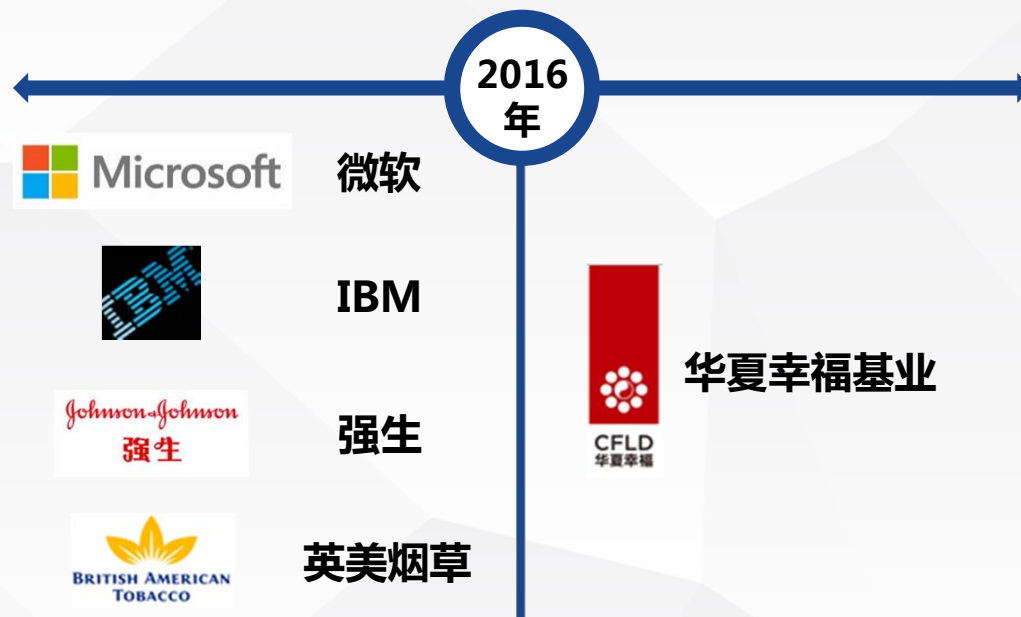 2016
年
Microsoft
微软
IBM
IBM
Johnson&Johnson
强生
强生
BRITISH AMERICAN
TOBACCO
英美烟草
CFLD
华夏幸福
华夏幸福基业